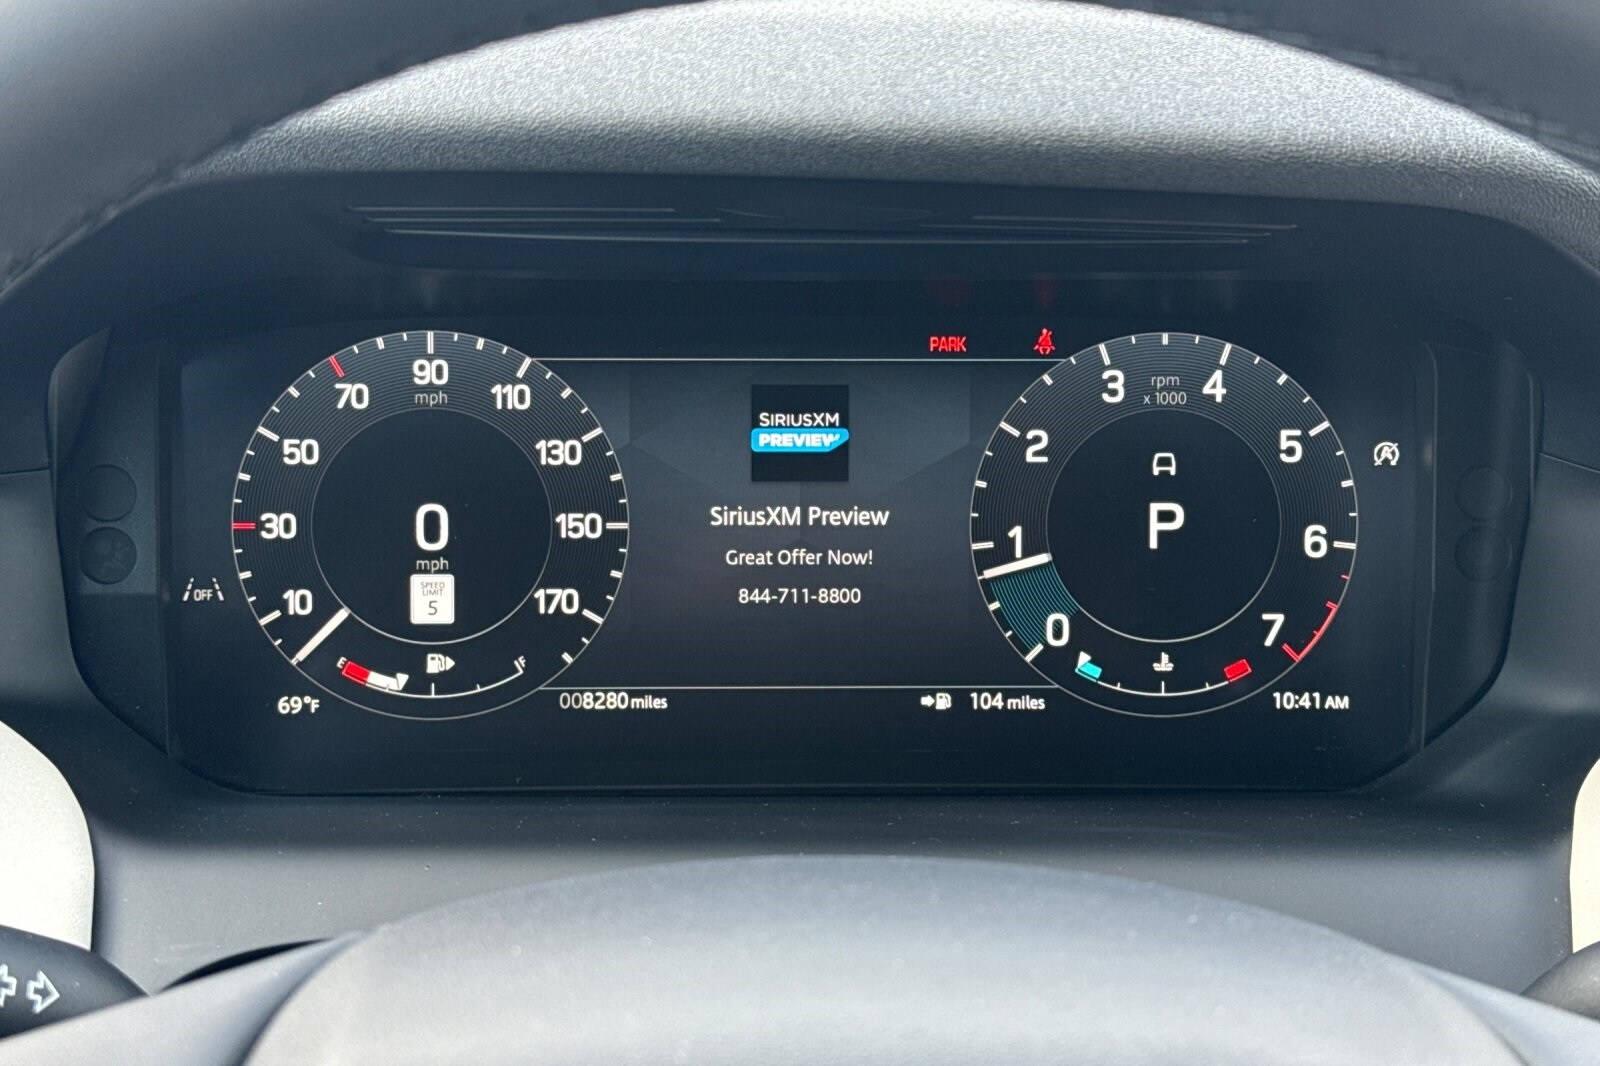 PARK
90
mph
70
110
50
130
30
150
10
170
0
mph
SPEED
LIMIT
5
OFF
E
F
69°F
008280 miles
SIRIUSXM
PREVIEW
SiriusXM Preview
Great Offer Now!
844-711-8800
104 miles
rpm
x 1000
3
4
2
5
1
6
0
7
P
A
10:41 AM